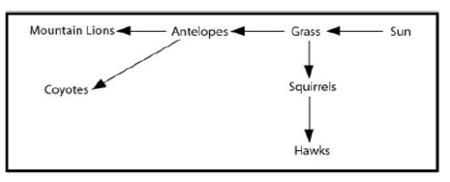 Mountain Lions Antelopes Grass Sun
Coyotes Squirrels
Hawks